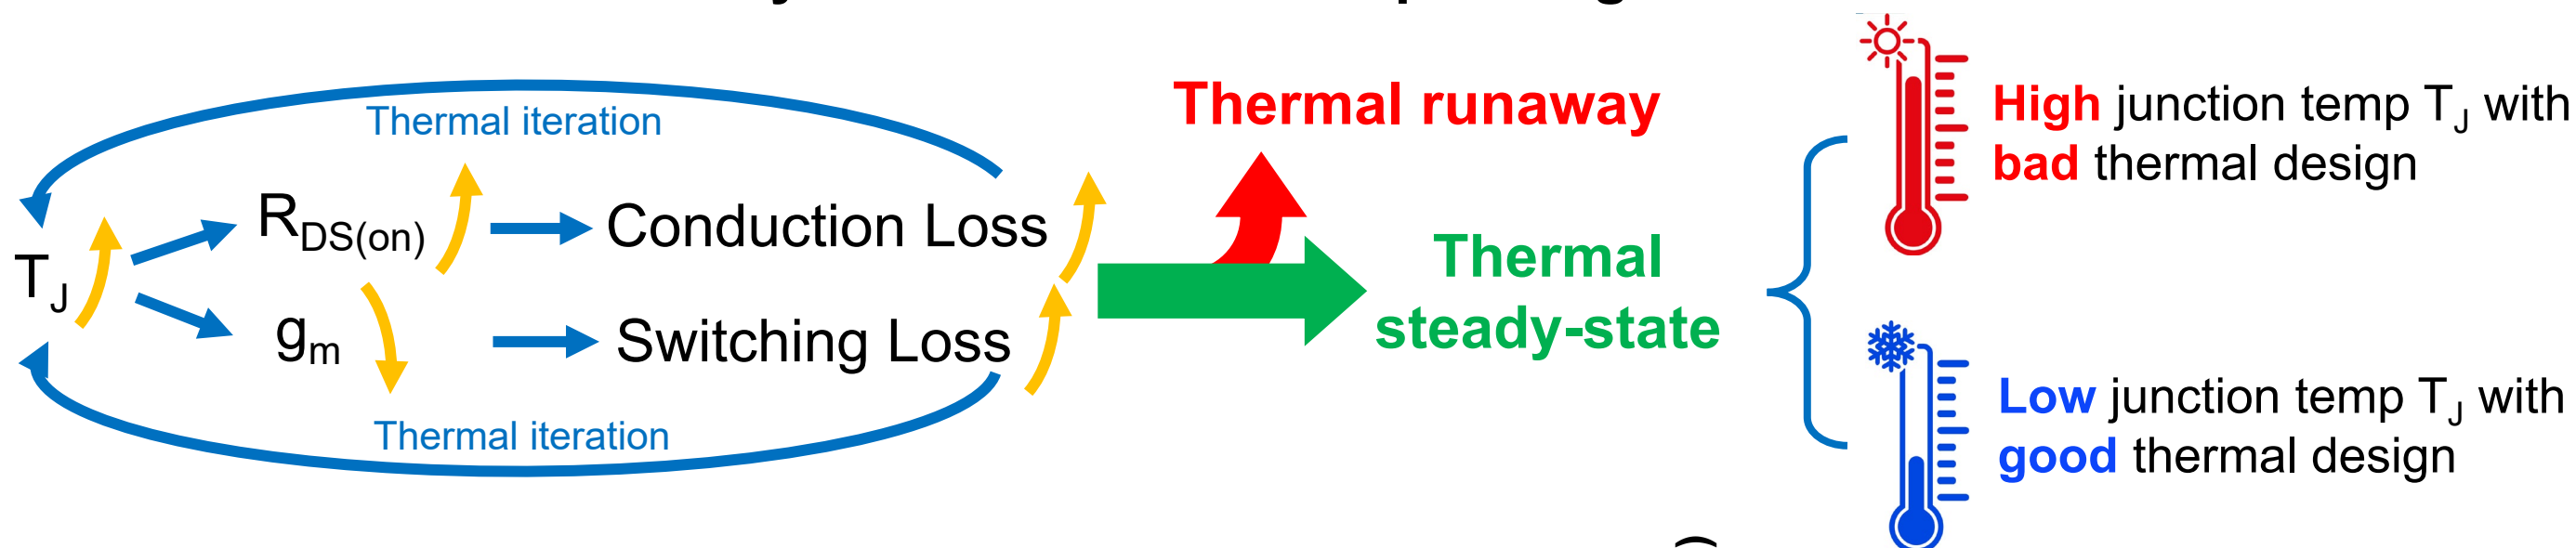 Thermal iteration
Thermal runaway
High junction temp TJ with
bad thermal design
RDS(on)
Conduction Loss
TJ
Thermal
steady-state
gm
Switching Loss
Low junction temp TJ with
good thermal design
Thermal iteration